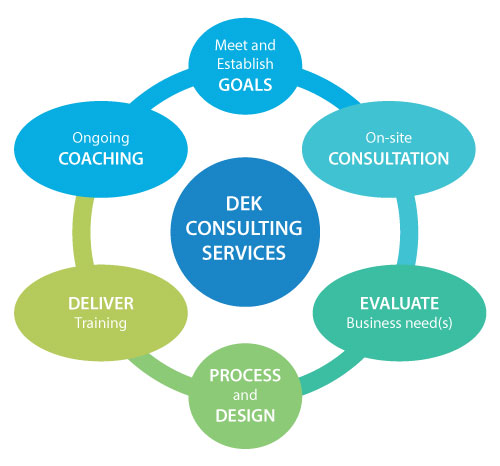 Meet and
Establish
GOALS
On-site
CONSULTATION
EVALUATE
Business need(s)
PROCESS
and
DESIGN
DELIVER
Training
Ongoing
COACHING
DEK
CONSULTING
SERVICES